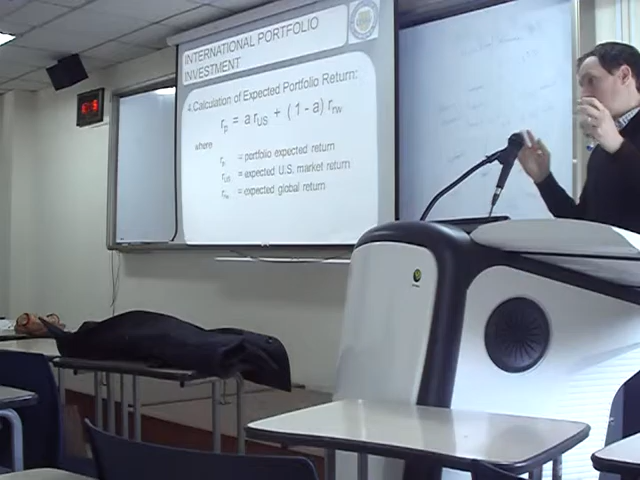 INTERNATIONAL PORTFOLIO
INVESTMENT
4.Calculation of Expected Portfolio Return:
rp = a rUS + ( 1 - a) rrw
where
rp = portfolio expected return
rUS = expected U.S. market return
rrw = expected global return